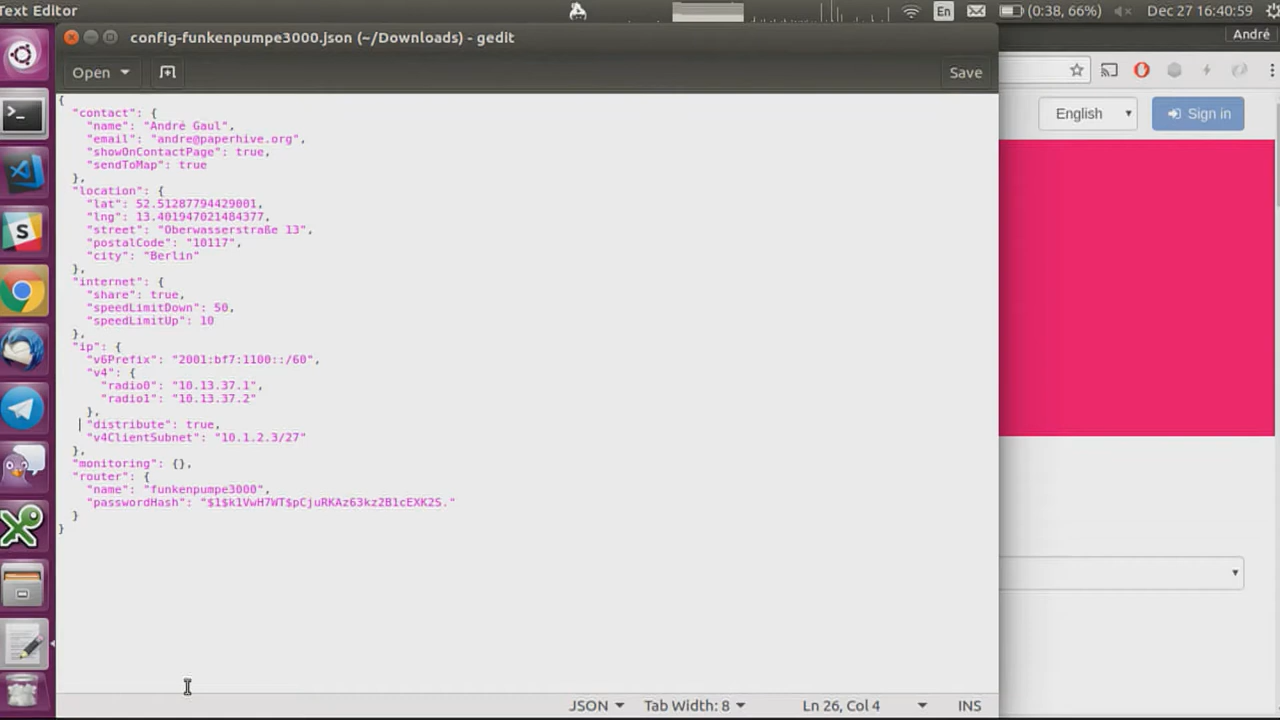 Text Editor
En
(0:38, 66%)
Dec 27 16:40:59
config-funkenpumpe3000.json (~/Downloads) - gedit
André
Open
Save
English
Sign in
{
"contact": {
"name": "André Gaul",
"email": "andre@paperhive.org",
"showOnContactPage": true,
"sendToMap": true
},
"location": {
"lat": 52.51287794429001,
"lng": 13.401947021484377,
"street": "Oberwasserstraße 13",
"postalCode": "10117",
"city": "Berlin"
},
"internet": {
"share": true,
"speedLimitDown": 50,
"speedLimitUp": 10
},
"ip": {
"v6Prefix": "2001:bf7:1100::/60",
"v4": {
"radio0": "10.13.37.1",
"radio1": "10.13.37.2"
},
"distribute": true,
"v4ClientSubnet": "10.1.2.3/27"
},
"monitoring": {},
"router": {
"name": "funkenpumpe3000",
"passwordHash": "$1$k1VwH7WT$pCjuRKAz63kz2B1cEXK2S."
}
}
JSON
Tab Width: 8
Ln 26, Col 4
INS